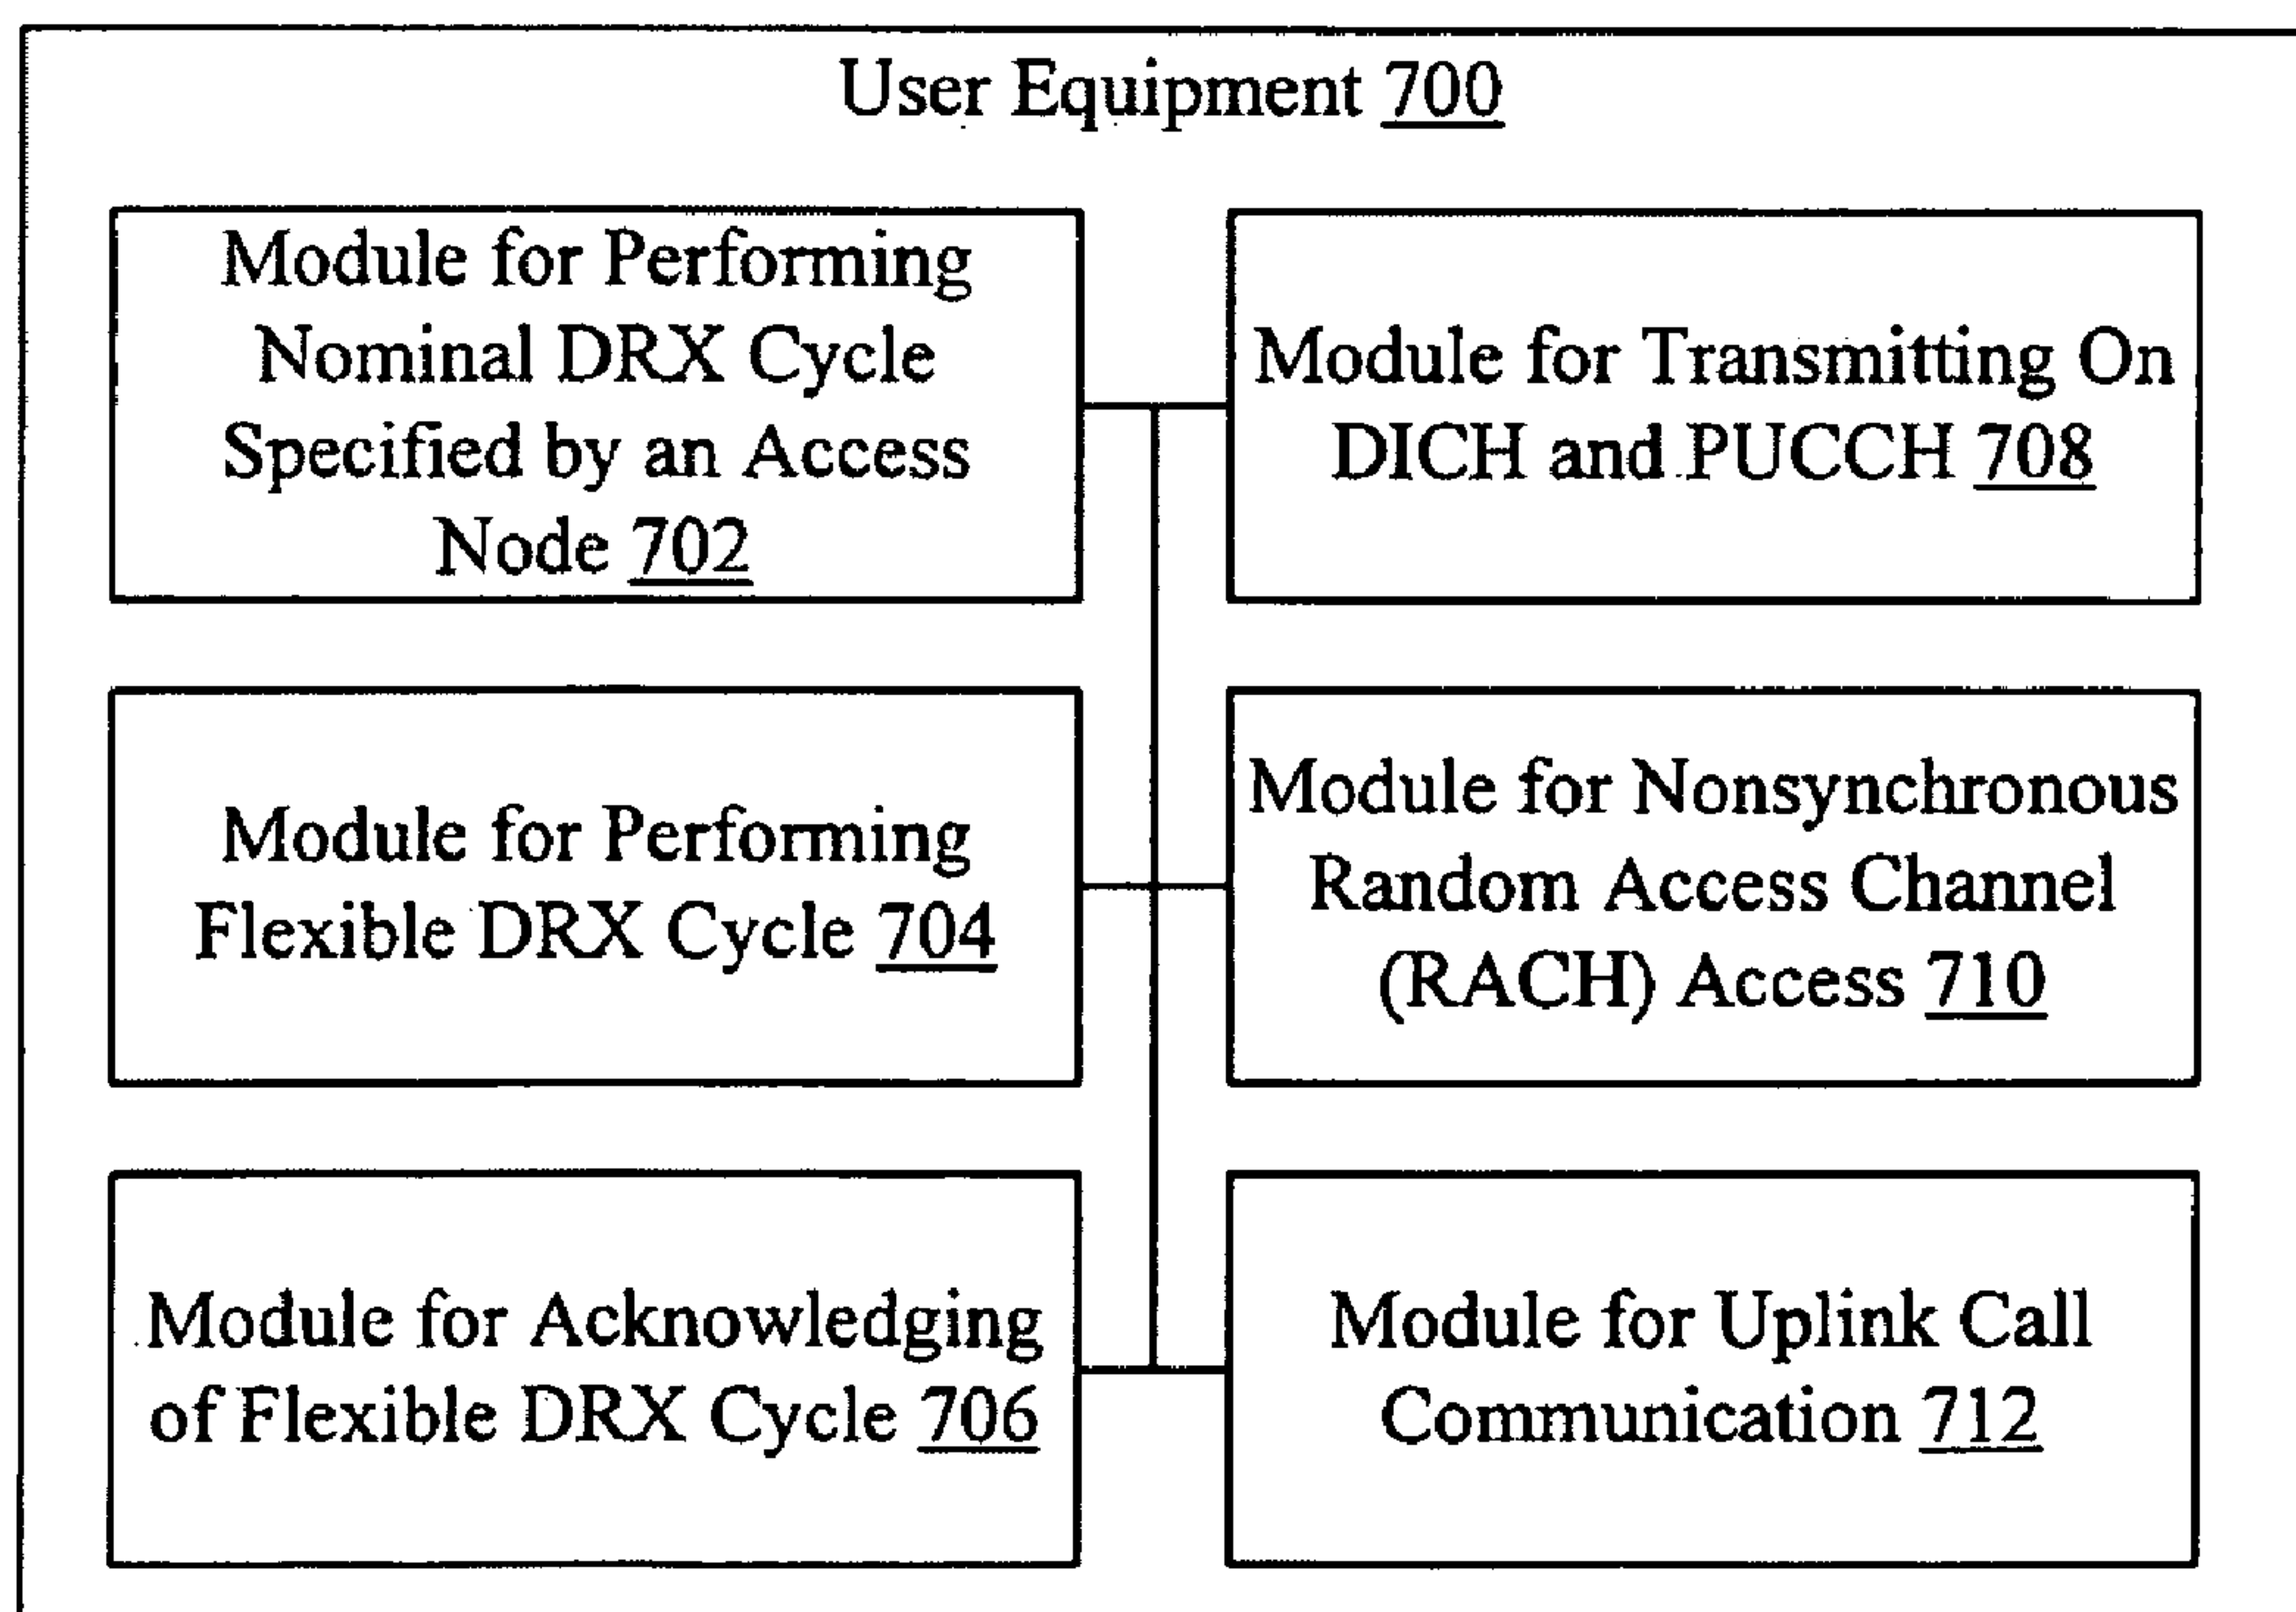 User Equipment 700
Module for Performing
Nominal DRX Cycle
Specified by an Access
Node 702
Module for Transmitting On
DICH and PUCCH 708
Module for Performing
Flexible DRX Cycle 704
Module for Nonsynchronous
Random Access Channel
(RACH) Access 710
Module for Acknowledging
of Flexible DRX Cycle 706
Module for Uplink Call
Communication 712